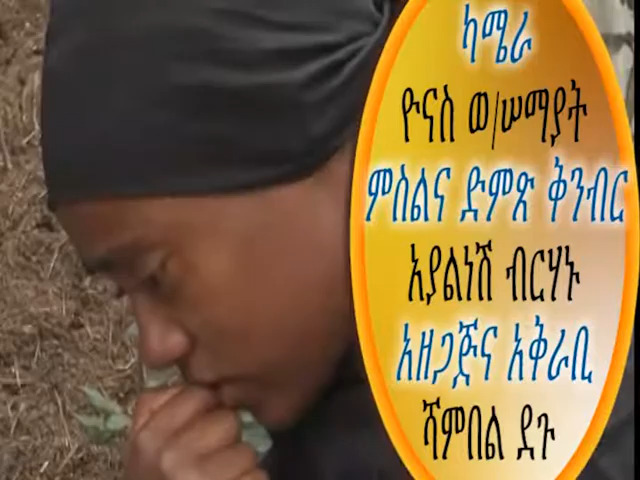 ካሜራ
ዮናስ ወ/ሠማያት
ምስልና ድምጽ ቅንብር
አያልነሽ ብርሃኑ
አዘጋጅና አቅራቢ
ሻምበል ደጉ